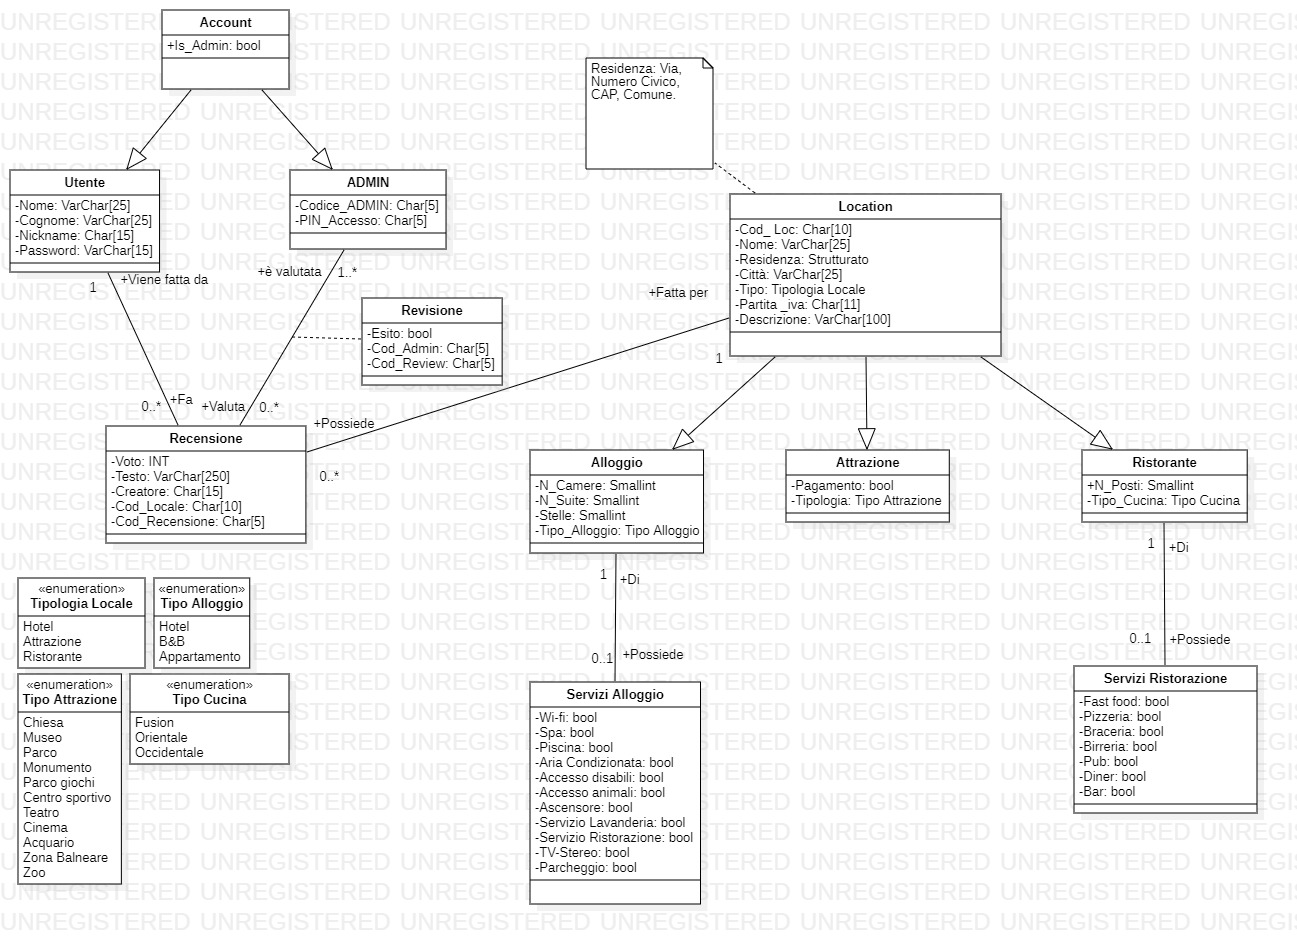 Account
+Is_Admin: bool
Residenza: Via,
Numero Civico,
CAP, Comune.
Utente
-Nome: VarChar[25]
-Cognome: VarChar[25]
-Nickname: Char[15]
-Password: VarChar[15]
ADMIN
-Codice_ADMIN: Char[5]
-PIN_Accesso: Char[5]
Location
-Cod_ Loc: Char[10]
-Nome: VarChar[25]
-Residenza: Strutturato
-Città: VarChar[25]
-Tipo: Tipologia Locale
-Partita _iva: Char[11]
-Descrizione: VarChar[100]
+Viene fatta da
1
+è valutata
1..*
Revisione
-Esito: bool
-Cod_Admin: Char[5]
-Cod_Review: Char[5]
+Fatta per
1
0..*
+Fa
+Valuta
0..*
+Possiede
0..*
Recensione
-Voto: INT
-Testo: VarChar[250]
-Creatore: Char[15]
-Cod_Locale: Char[10]
-Cod_Recensione: Char[5]
Alloggio
-N_Camere: Smallint
-N_Suite: Smallint
-Stelle: Smallint
-Tipo_Alloggio: Tipo Alloggio
Attrazione
-Pagamento: bool
-Tipologia: Tipo Attrazione
Ristorante
+N_Posti: Smallint
-Tipo_Cucina: Tipo Cucina
1
+Di
0..1
+Possiede
1
+Di
0..1
+Possiede
«enumeration»
Tipologia Locale
Hotel
Attrazione
Ristorante
«enumeration»
Tipo Alloggio
Hotel
B&B
Appartamento
«enumeration»
Tipo Attrazione
Chiesa
Museo
Parco
Monumento
Parco giochi
Centro sportivo
Teatro
Cinema
Acquario
Zona Balneare
Zoo
«enumeration»
Tipo Cucina
Fusion
Orientale
Occidentale
Servizi Alloggio
-Wi-fi: bool
-Spa: bool
-Piscina: bool
-Aria Condizionata: bool
-Accesso disabili: bool
-Accesso animali: bool
-Ascensore: bool
-Servizio Lavanderia: bool
-Servizio Ristorazione: bool
-TV-Stereo: bool
-Parcheggio: bool
Servizi Ristorazione
-Fast food: bool
-Pizzeria: bool
-Braceria: bool
-Birreria: bool
-Pub: bool
-Diner: bool
-Bar: bool
UNREGISTERED